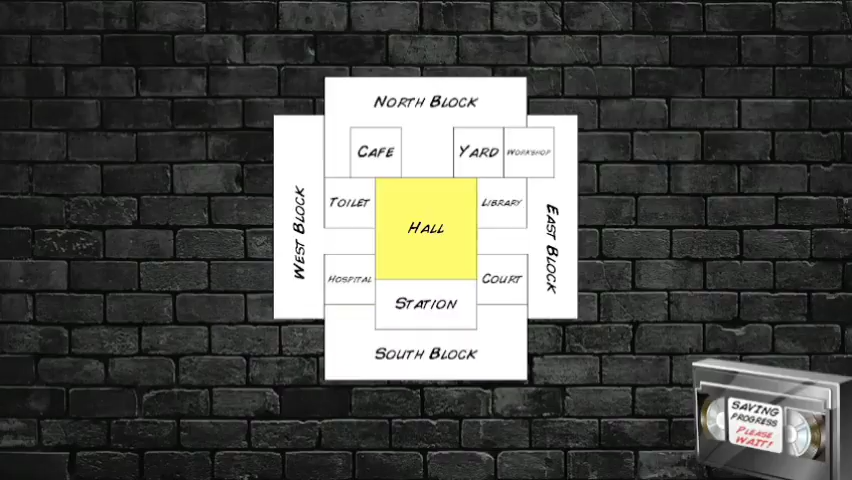 North Block
Cafe
Yard
Workshop
Toilet
Library
West Block
Hall
East Block
Hospital
Court
Station
South Block
Saving
Progress
Please
Wait!